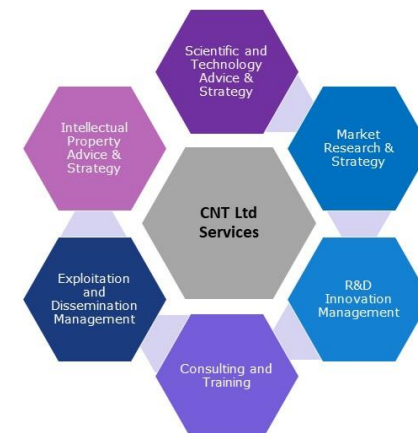 Scientific and
Technology
Advice &
Strategy
Intellectual
Property
Advice &
Strategy
Market
Research &
Strategy
CNT Ltd
Services
Exploitation
and
Dissemination
Management
R&D
Innovation
Management
Consulting and
Training